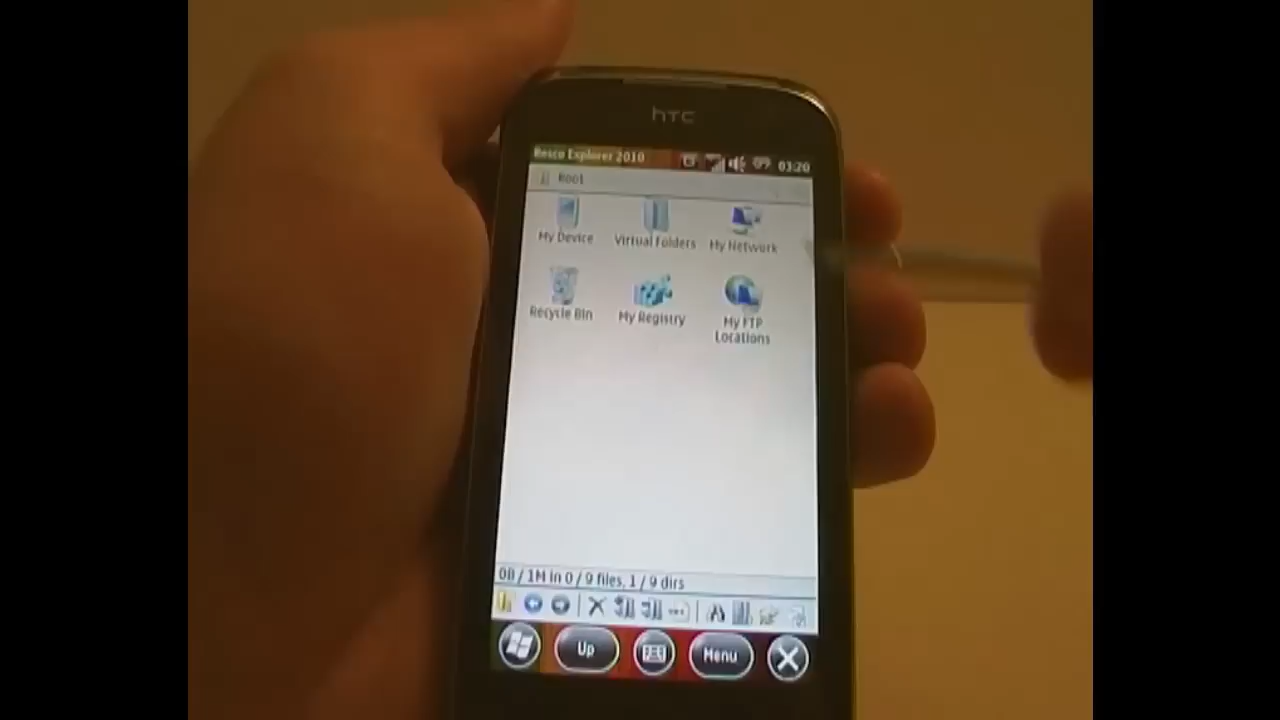 hTC
Resco Explorer 2010
03:20
Root
My Device
Virtual Folders
My Network
Recycle Bin
My Registry
My FTP
Locations
0B / 1M in 0 / 9 files, 1 / 9 dirs
Up
Menu